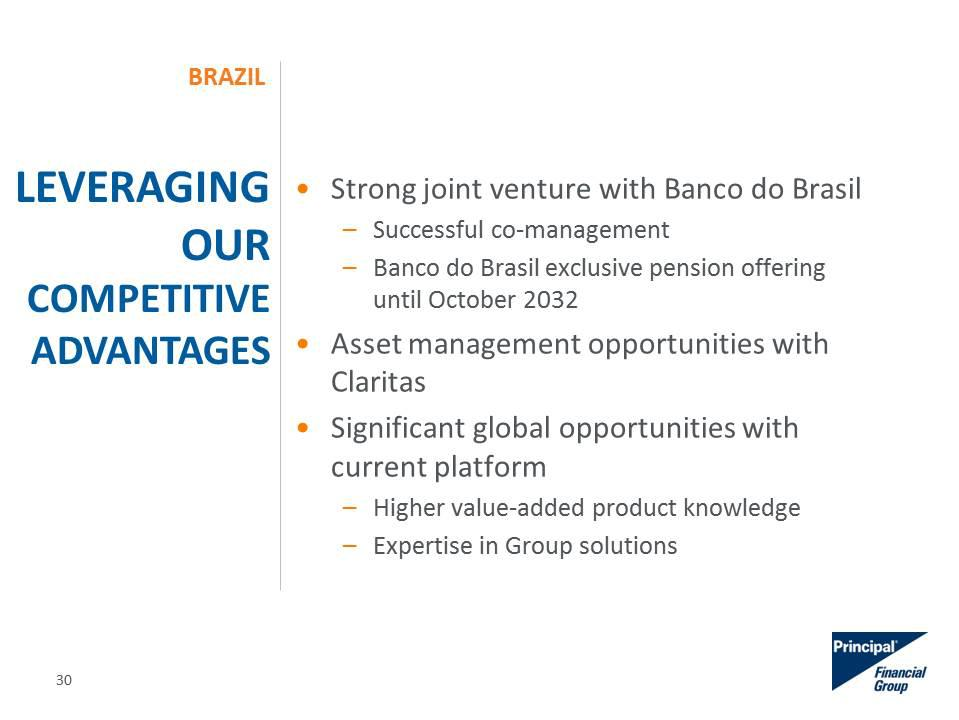 BRAZIL
LEVERAGING
OUR
COMPETITIVE
ADVANTAGES
• Strong joint venture with Banco do Brasil
– Successful co-management
– Banco do Brasil exclusive pension offering
until October 2032
• Asset management opportunities with
Claritas
• Significant global opportunities with
current platform
– Higher value-added product knowledge
– Expertise in Group solutions
30
Principal®
Financial
Group